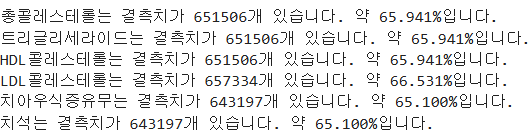 총콜레스테롤는 결측치가 651506개 있습니다. 약 65.941%입니다.
트리글리세라이드는 결측치가 651506개 있습니다. 약 65.941%입니다.
HDL콜레스테롤는 결측치가 651506개 있습니다. 약 65.941%입니다.
LDL콜레스테롤는 결측치가 657334개 있습니다. 약 66.531%입니다.
치아우식증유무는 결측치가 643197개 있습니다. 약 65.100%입니다.
치석는 결측치가 643197개 있습니다. 약 65.100%입니다.